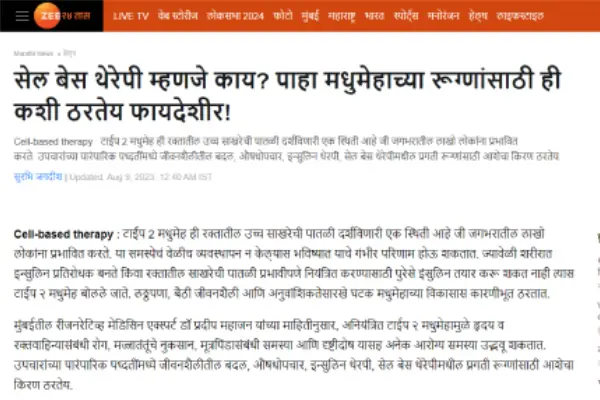 ZEE २४ तास LIVE TV वेब स्टोरीज लोकसभा 2024 फोटो मुंबई महाराष्ट्र भारत स्पोर्ट्स मनोरंजन हेल्थ लाइफस्टाइल
Marathi News
सेल बेस थेरेपी म्हणजे काय? पाहा मधुमेहाच्या रूग्णांसाठी ही
कशी ठरतेय फायदेशीर!
Cell-based therapy टाईप 2 मधुमेह ही रक्तातील उच्च साखरेची पातळी दर्शविणारी एक स्थिती आहे जी जगभरातील लाखो लोकांना प्रभावित
करते. उपचारांच्या पारंपारिक पध्दतींमध्ये जीवनशैलीतील बदल, औषधोपचार, इन्सुलिन थेरपी, सेल बेस थेरेपीमधील प्रगती रूग्णांसाठी आशेचा किरण ठरतेय
सुरभि जगदीश | Updated: Aug 9, 2023, 12:40 AM IST
Cell-based therapy : टाईप 2 मधुमेह ही रक्तातील उच्च साखरेची पातळी दर्शविणारी एक स्थिती आहे जी जगभरातील लाखो
लोकांना प्रभावित करते. या समस्येचं वेळीच व्यवस्थापन न केल्यास भविष्यात याचे गंभीर परिणाम होऊ शकतात. ज्यावेळी शरीरात
इन्सुलिन प्रतिरोधक बनते किंवा रक्तातील साखरेची पातळी प्रभावीपणे नियंत्रित करण्यासाठी पुरेसे इंसुलिन तयार करू शकत नाही त्यास
टाईप २ मधुमेह बोलले जाते. लठ्ठपणा, बैठी जीवनशैली आणि अनुवांशिकतेसारखे घटक मधुमेहाच्या विकासास कारणीभूत ठरतात.
मुंबईतील रीजनरेटिव्ह मेडिसिन एक्सपर्ट डॉ प्रदीप महाजन यांच्या माहितीनुसार, अनियंत्रित टाईप २ मधुमेहामुळे हृदय व
रक्तवाहिन्यासंबंधी रोग, मज्जातंतूचे नुकसान, मूत्रपिंडासंबंधी समस्या आणि दृष्टीदोष यासह अनेक आरोग्य समस्या उद्भवू शकतात.
उपचारांच्या पारंपारिक पध्दतींमध्ये जीवनशैलीतील बदल, औषधोपचार, इन्सुलिन थेरपी, सेल बेस थेरेपीमधील प्रगती रूग्णांसाठी आशेचा
किरण ठरतेय.